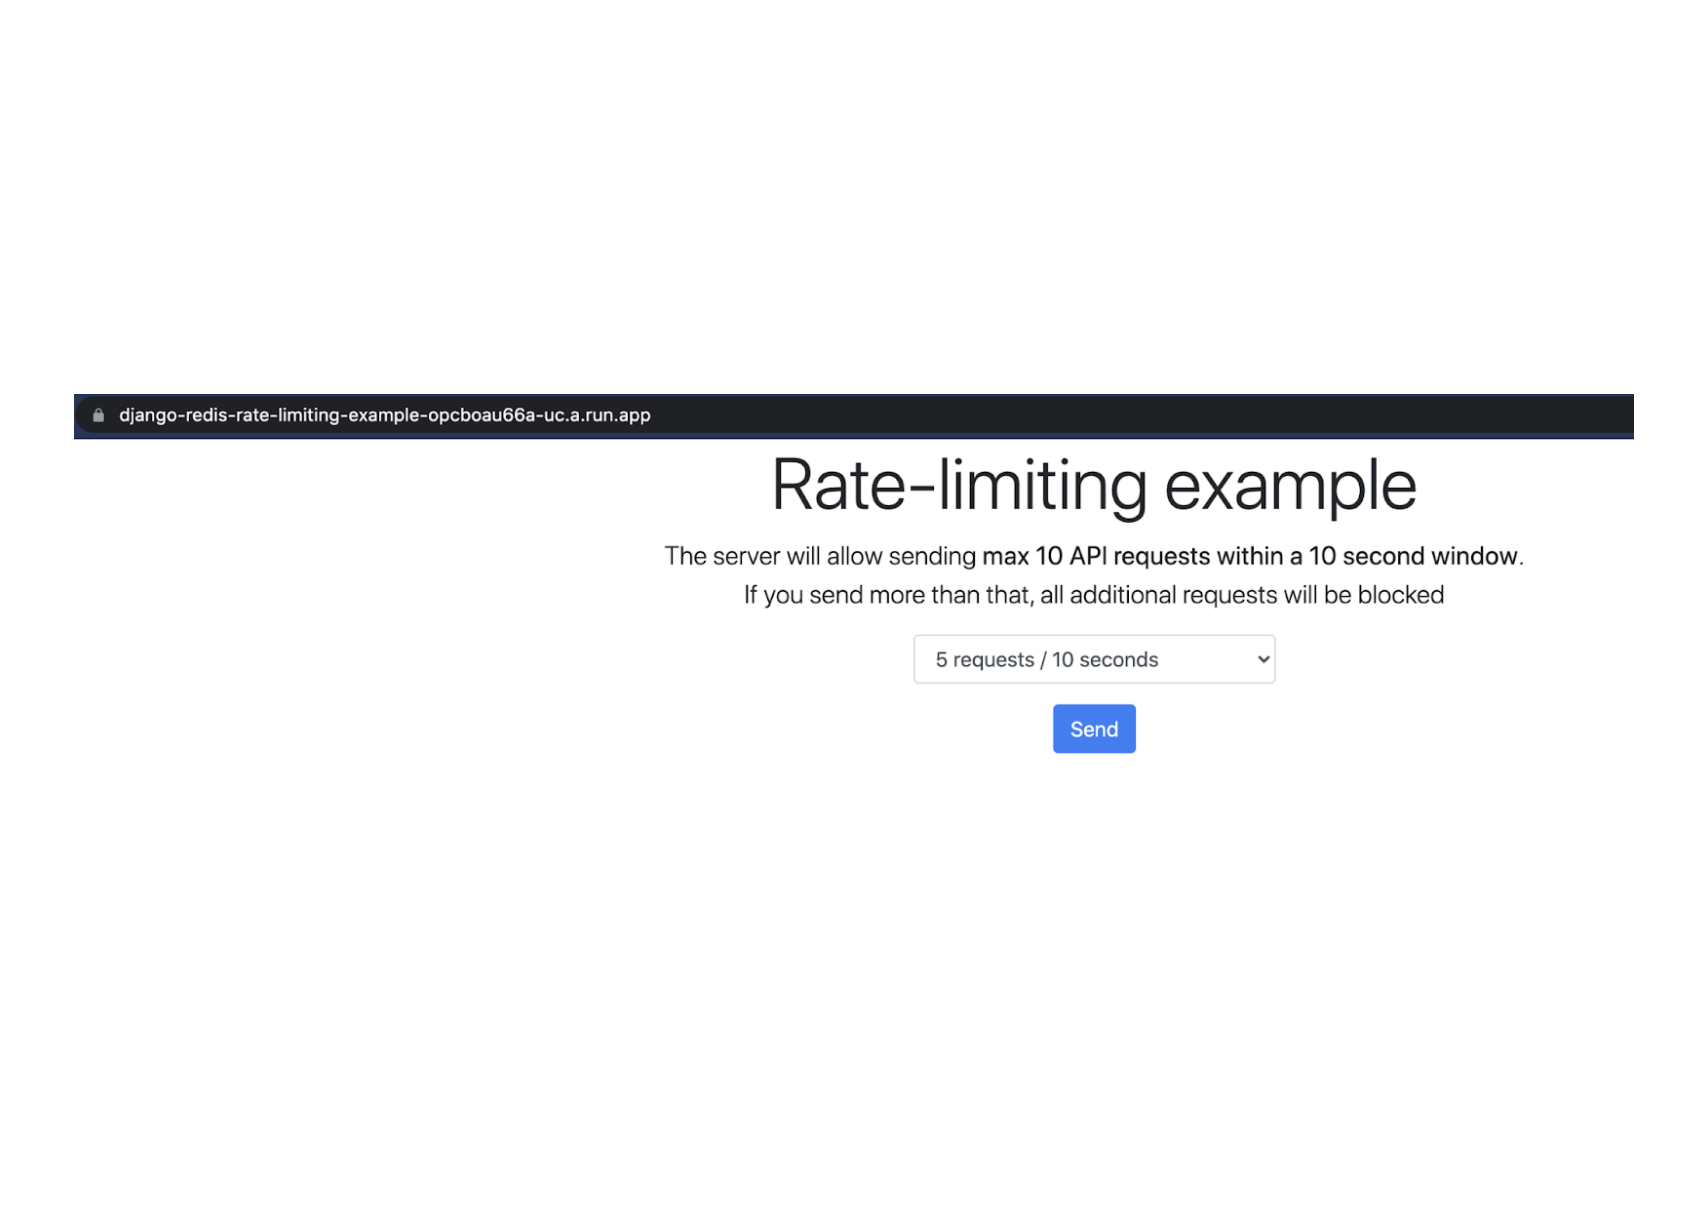 django-redis-rate-limiting-example-opcboau66a-uc.a.run.app
Rate-limiting example
The server will allow sending max 10 API requests within a 10 second window.
If you send more than that, all additional requests will be blocked
5 requests / 10 seconds
Send